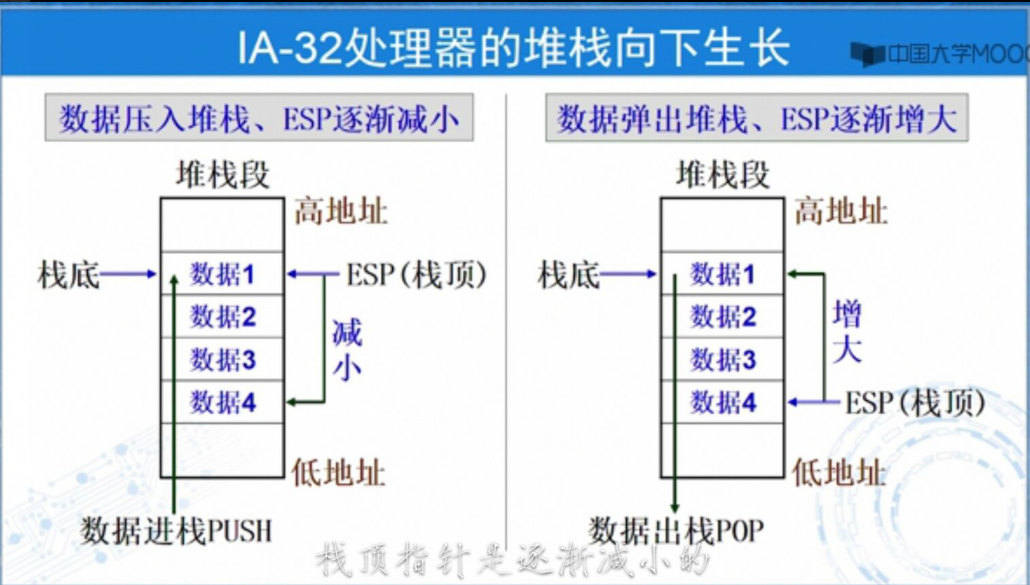 IA-32处理器的堆栈向下生长
中国大学MOOC
数据压入堆栈、ESP逐渐减小
堆栈段
高地址
栈底
数据1
ESP(栈顶)
数据2
减小
数据3
数据4
低地址
数据进栈PUSH
数据弹出堆栈、ESP逐渐增大
堆栈段
高地址
栈底
数据1
数据2
增大
数据3
数据4
ESP(栈顶)
低地址
数据出栈POP
栈顶指针是逐渐减小的